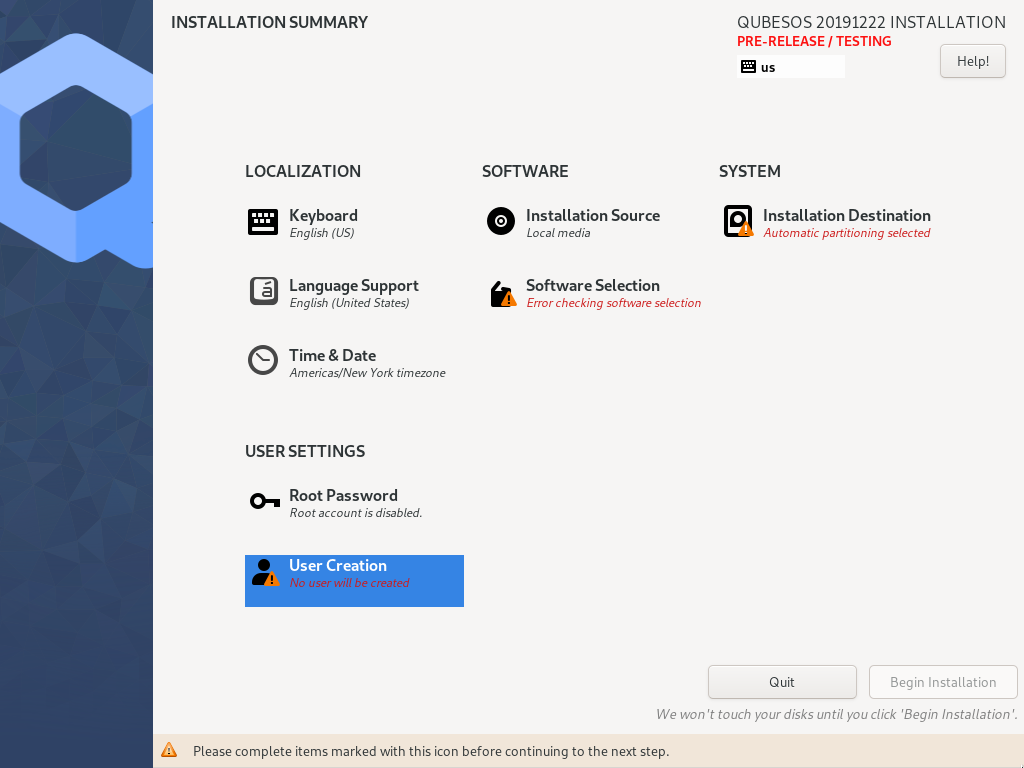 INSTALLATION SUMMARY
QUBESOS 20191222 INSTALLATION
PRE-RELEASE / TESTING
us
Help!
LOCALIZATION
Keyboard
English (US)
Language Support
English (United States)
Time & Date
Americas/New York timezone
SOFTWARE
Installation Source
Local media
Software Selection
Error checking software selection
SYSTEM
Installation Destination
Automatic partitioning selected
USER SETTINGS
Root Password
Root account is disabled.
User Creation
No user will be created
Quit
Begin Installation
We won't touch your disks until you click 'Begin Installation'.
Please complete items marked with this icon before continuing to the next step.